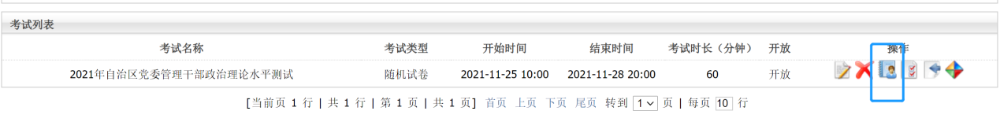 考试列表
考试名称 考试类型 开始时间 结束时间 考试时长（分钟） 开放 操作
2021年自治区党委管理干部政治理论水平测试 随机试卷 2021-11-25 10:00 2021-11-28 20:00 60 开放
[当前页 1 行 | 共 1 行 | 第 1 页 | 共 1 页] 首页 上页 下页 尾页 转到 1 页 | 每页 10 行